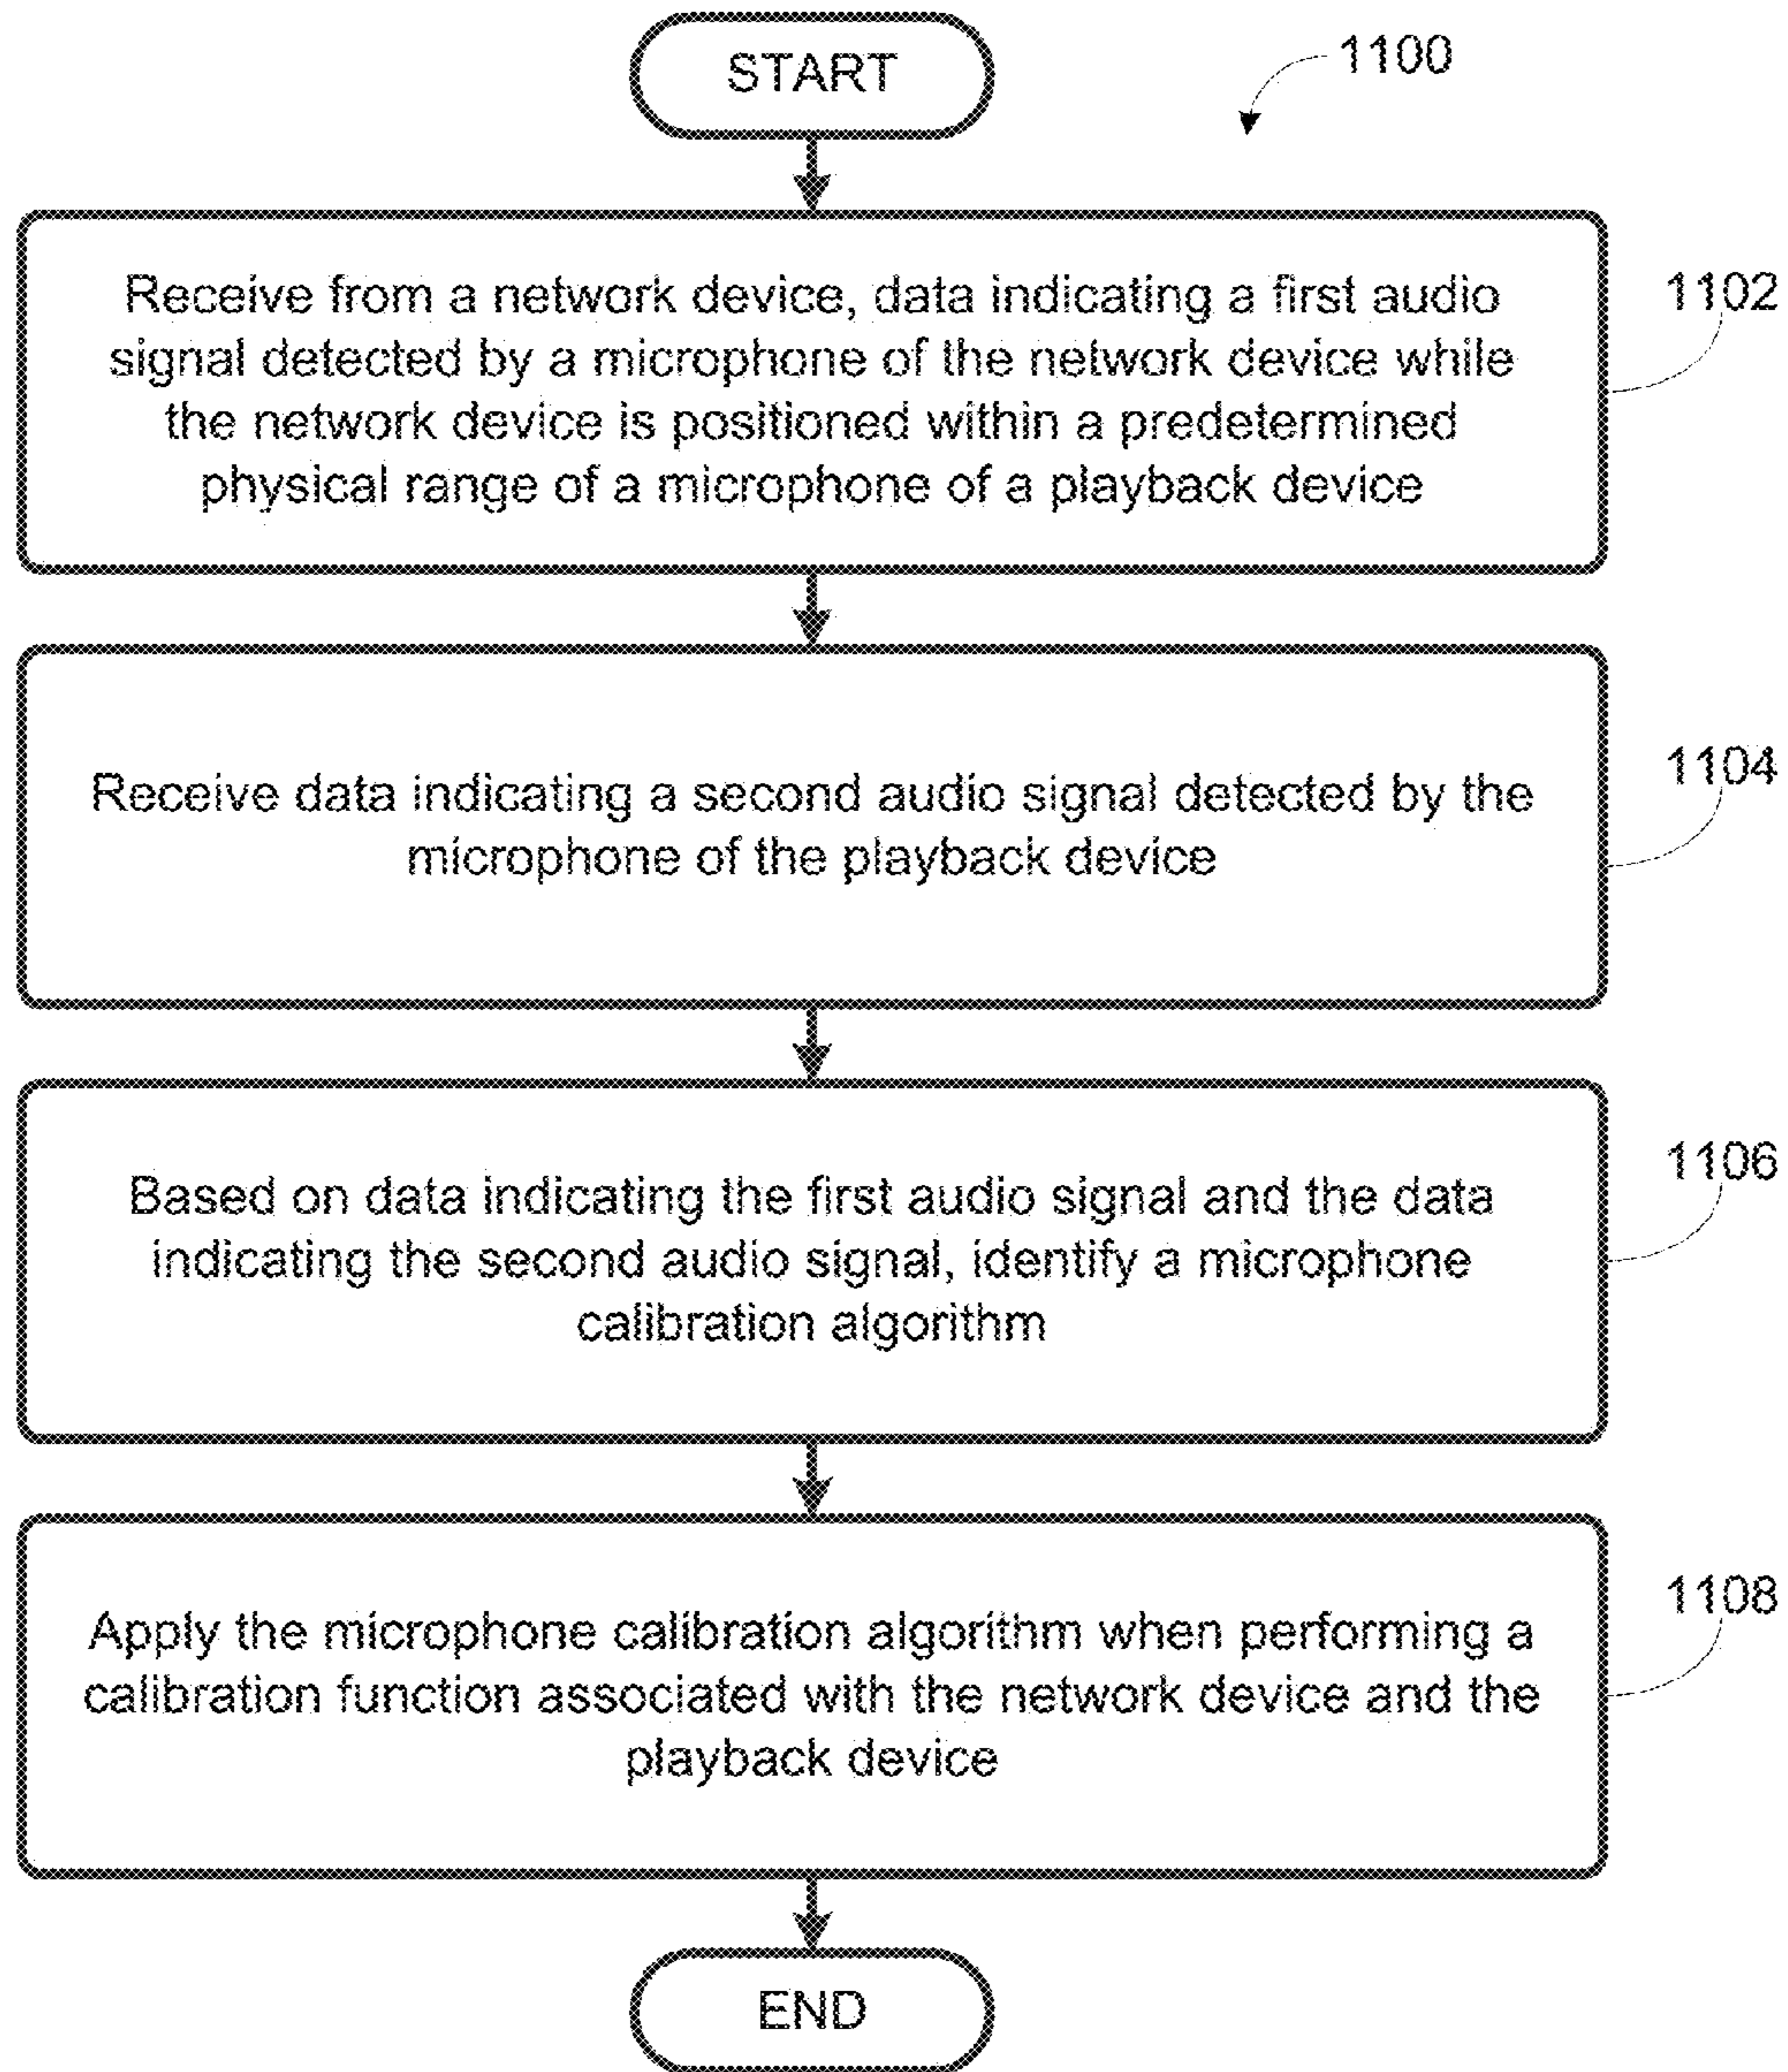 START
1100
Receive from a network device, data indicating a first audio
signal detected by a microphone of the network device while
the network device is positioned within a predetermined
physical range of a microphone of a playback device
1102
Receive data indicating a second audio signal detected by the
microphone of the playback device
1104
Based on data indicating the first audio signal and the data
indicating the second audio signal, identify a microphone
calibration algorithm
1106
Apply the microphone calibration algorithm when performing a
calibration function associated with the network device and the
playback device
1108
END